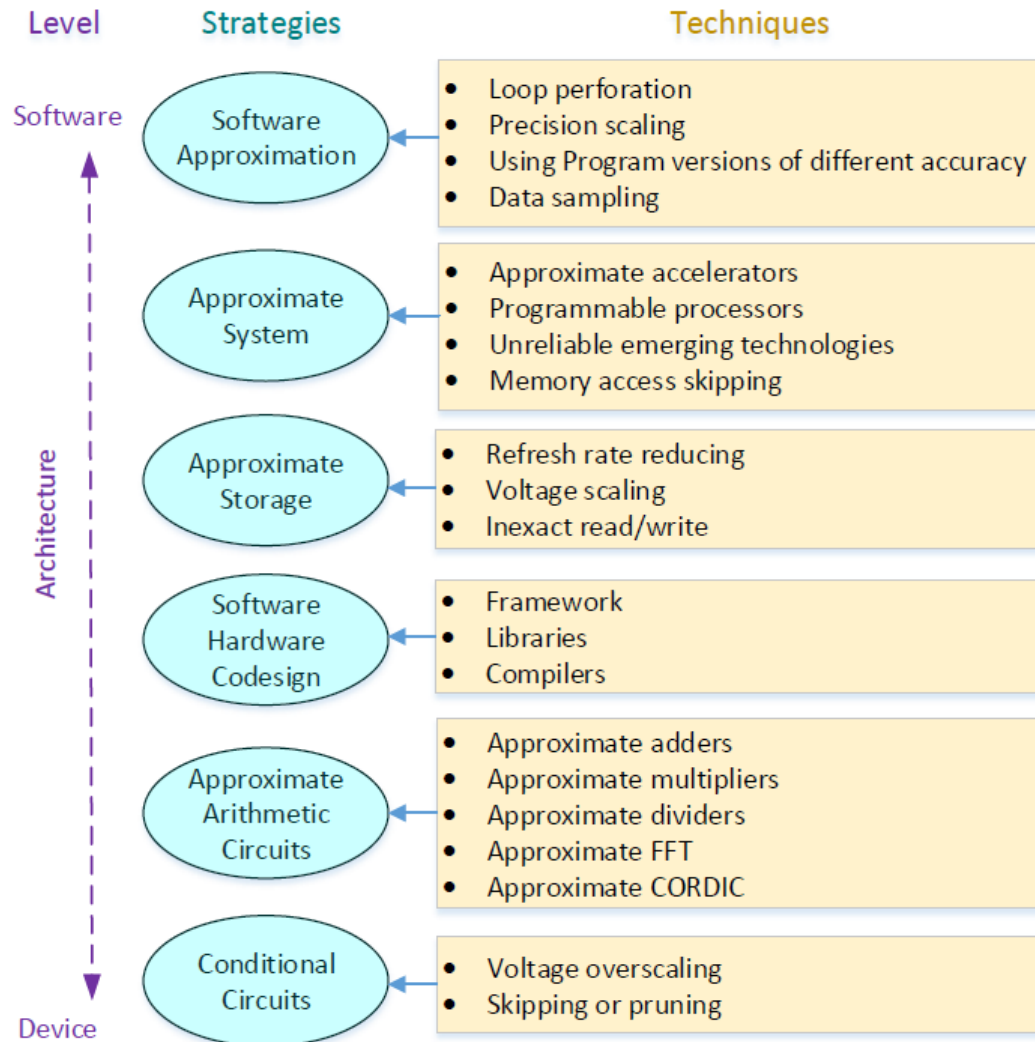 Level Strategies Techniques
Software
Software
Approximation
• Loop perforation
• Precision scaling
• Using Program versions of different accuracy
• Data sampling
Approximate
System
• Approximate accelerators
• Programmable processors
• Unreliable emerging technologies
• Memory access skipping
Architecture
Approximate
Storage
• Refresh rate reducing
• Voltage scaling
• Inexact read/write
Software
Hardware
Codesign
• Framework
• Libraries
• Compilers
Approximate
Arithmetic
Circuits
• Approximate adders
• Approximate multipliers
• Approximate dividers
• Approximate FFT
• Approximate CORDIC
Conditional
Circuits
• Voltage overscaling
• Skipping or pruning
Device